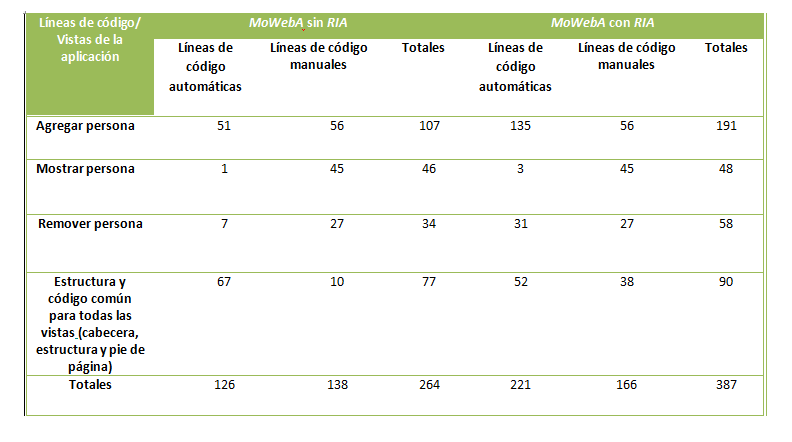 Líneas de código/ MoWebA sin RIA MoWebA con RIA
Vistas de la
aplicación
Líneas de Líneas de código Totales Líneas de Líneas de código Totales
código manuales código manuales
automáticas automáticas
Agregar persona 51 56 107 135 56 191
Mostrar persona 1 45 46 3 45 48
Remover persona 7 27 34 31 27 58
Estructura y 67 10 77 52 38 90
código común
para todas las
vistas (cabecera,
estructura y pie de
página)
Totales 126 138 264 221 166 387